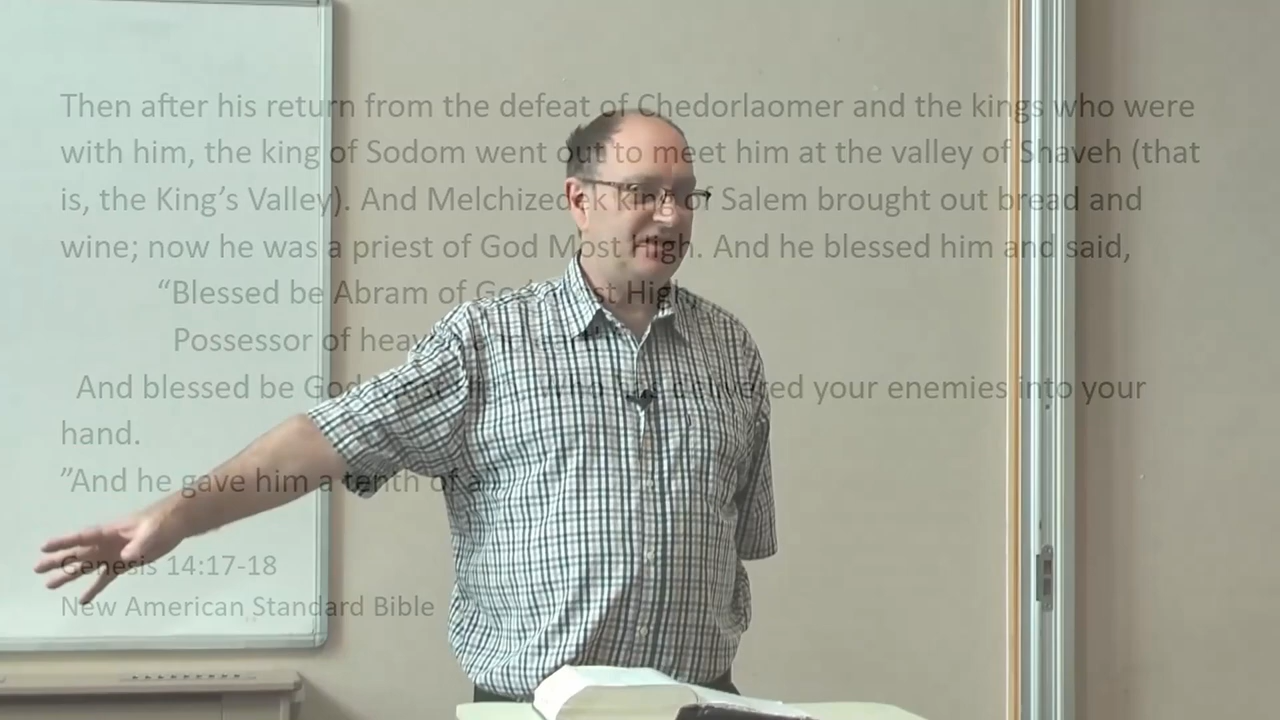 Then after his return from the defeat of Chedorlaomer and the kings who were
with him, the king of Sodom went out to meet him at the valley of Shaveh (that
is, the King’s Valley). And Melchizedek king of Salem brought out bread and
wine; now he was a priest of God Most High. And he blessed him and said,
“Blessed be Abram of God Most High,
Possessor of heaven
And blessed be God Who has delivered your enemies into your
hand.
”And he gave him a tenth of
Genesis 14:17-18
New American Standard Bible